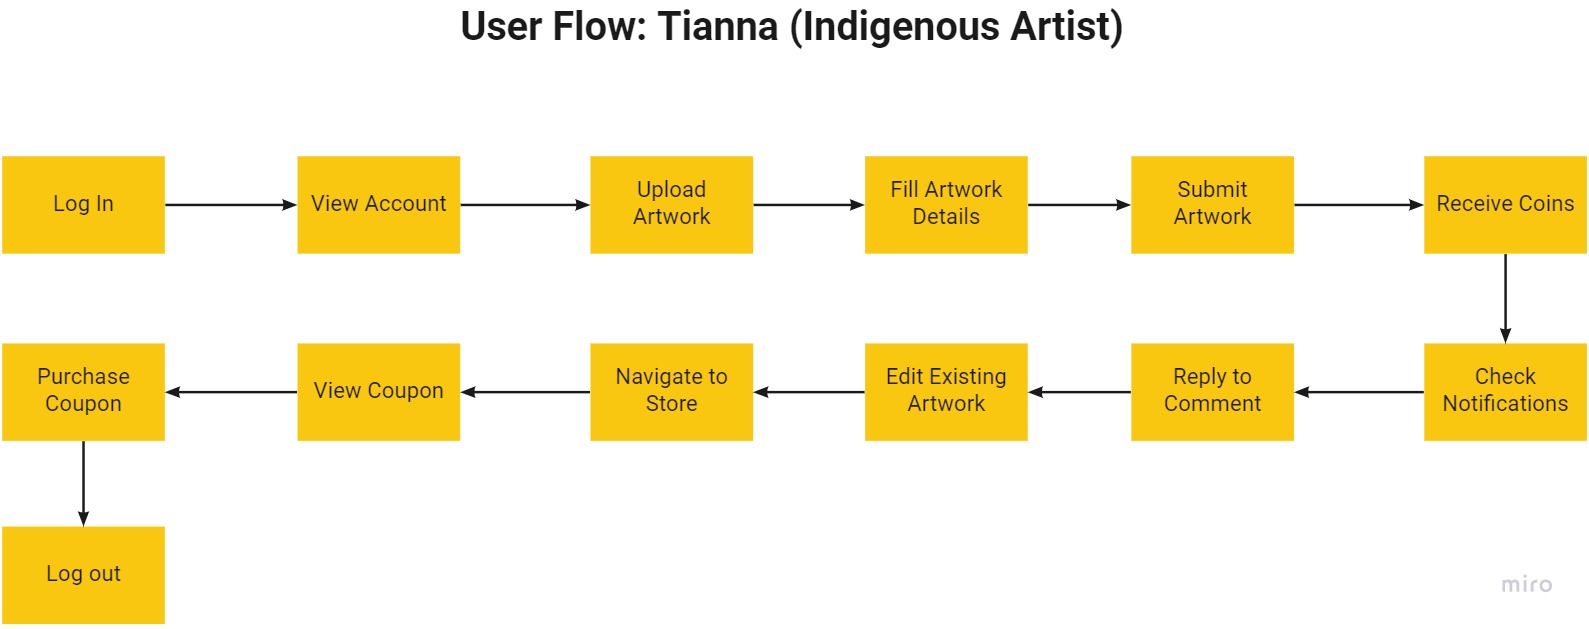 User Flow: Tianna (Indigenous Artist)
Log In
View Account
Upload
Artwork
Fill Artwork
Details
Submit
Artwork
Receive Coins
Check
Notifications
Reply to
Comment
Edit Existing
Artwork
Navigate to
Store
View Coupon
Purchase
Coupon
Log out
miro